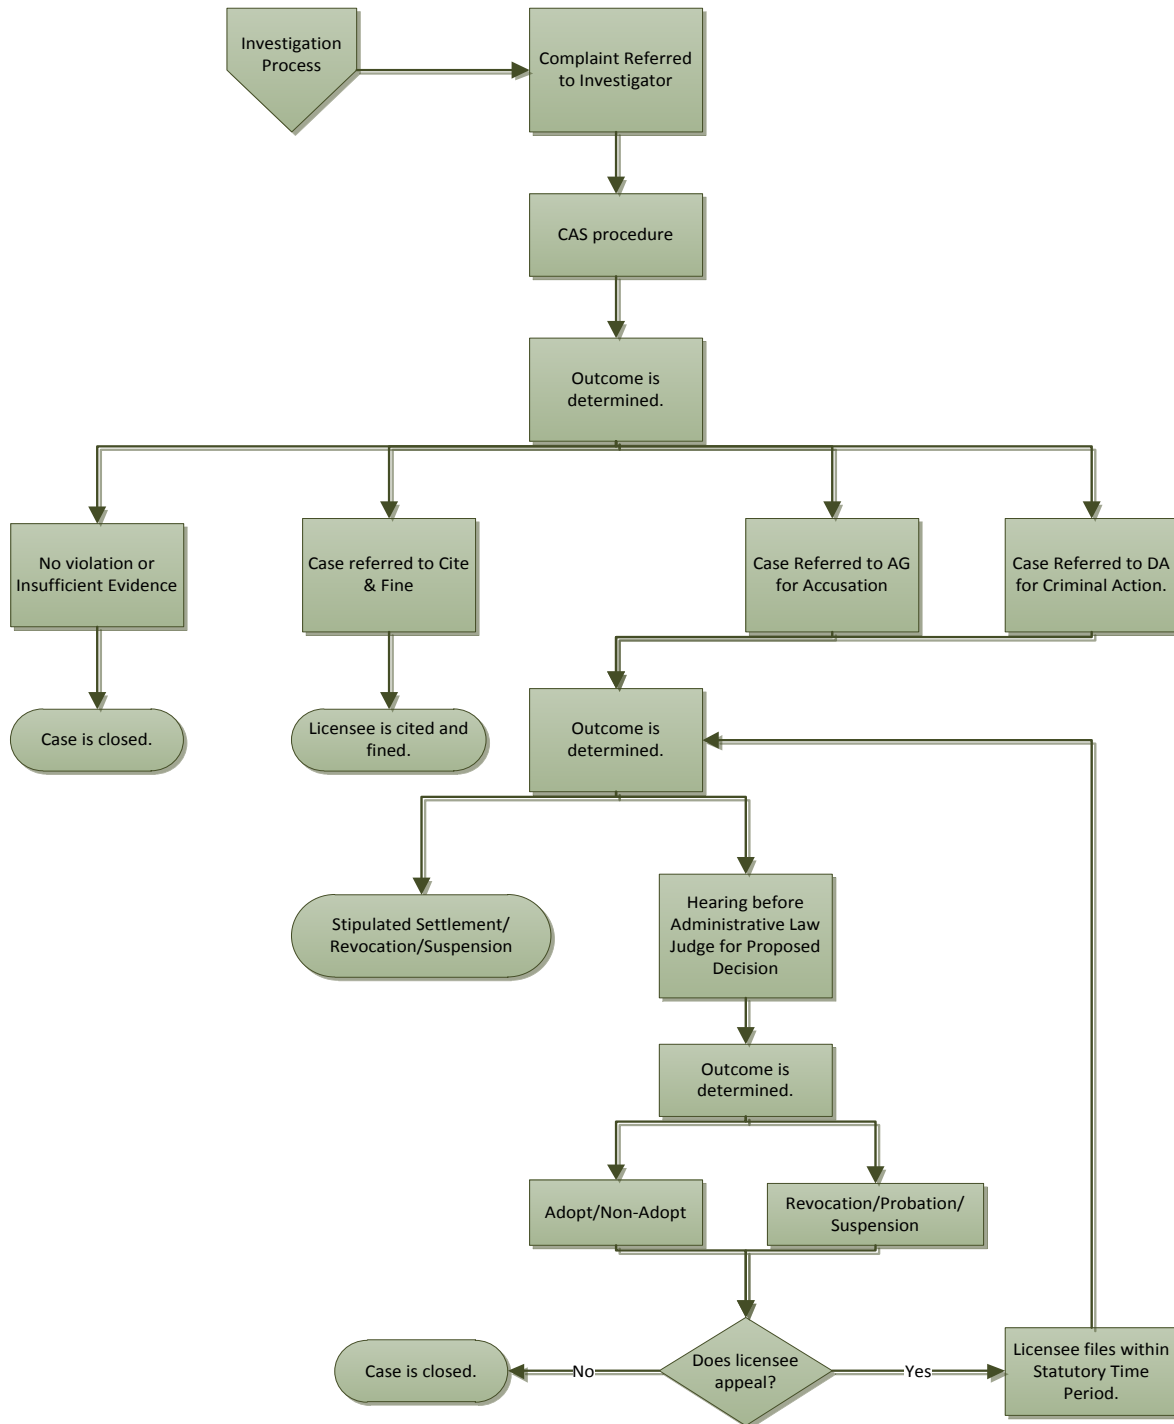 Investigation
Process
Complaint Referred
to Investigator
CAS procedure
Outcome is
determined.
No violation or
Insufficient Evidence
Case referred to Cite
& Fine
Case Referred to AG
for Accusation
Case Referred to DA
for Criminal Action.
Case is closed.
Licensee is cited and
fined.
Outcome is
determined.
Stipulated Settlement/
Revocation/Suspension
Hearing before
Administrative Law
Judge for Proposed
Decision
Outcome is
determined.
Adopt/Non-Adopt
Revocation/Probation/
Suspension
Case is closed.
No
Does licensee
appeal?
Yes
Licensee files within
Statutory Time
Period.